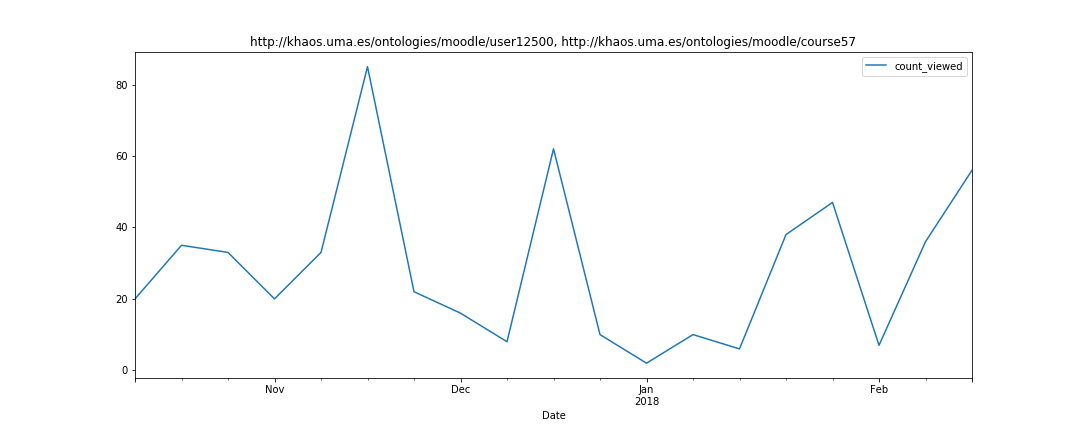 http://khaos.uma.es/ontologies/moodle/user12500, http://khaos.uma.es/ontologies/moodle/course57
count_viewed
80
60
40
20
0
Nov Dec Jan Feb
2018
Date